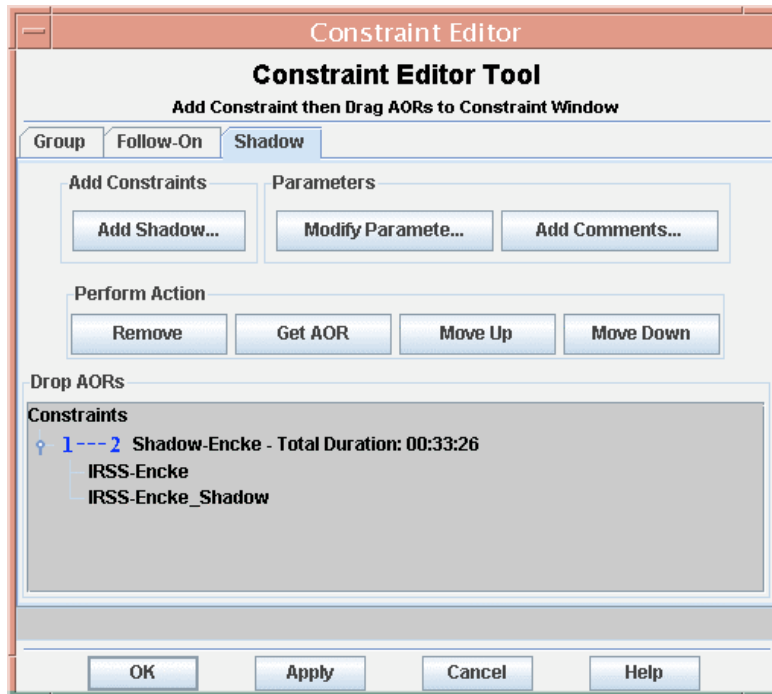 Constraint Editor
Constraint Editor Tool
Add Constraint then Drag AORs to Constraint Window
Group Follow-On Shadow
Add Constraints Parameters
Add Shadow... Modify Paramete... Add Comments...
Perform Action
Remove Get AOR Move Up Move Down
Drop AORs
Constraints
1---2 Shadow-Encke - Total Duration: 00:33:26
IRSS-Encke
IRSS-Encke_Shadow
OK Apply Cancel Help